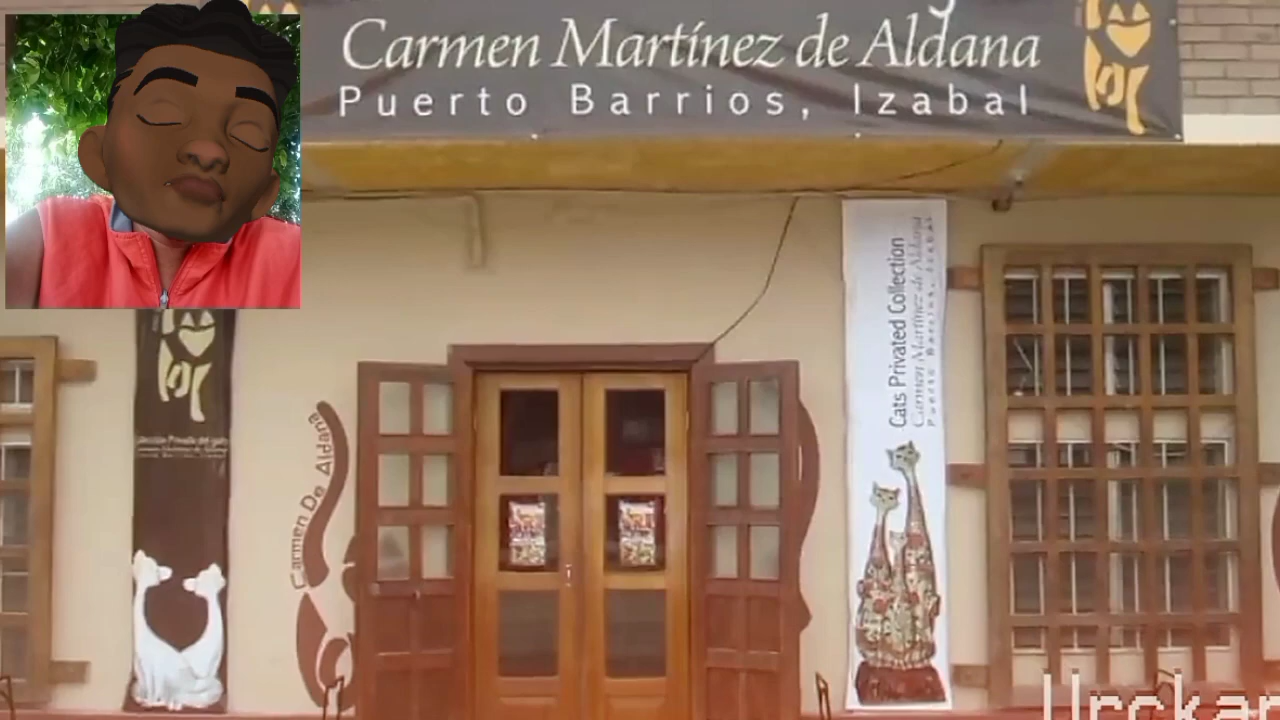 Carmen Martínez de Aldana
Puerto Barrios, Izabal
Cats Privated Collection
Carmen Martínez de Aldana
Puerto Barrios, Izabal
Carmen De Aldana
Urckar